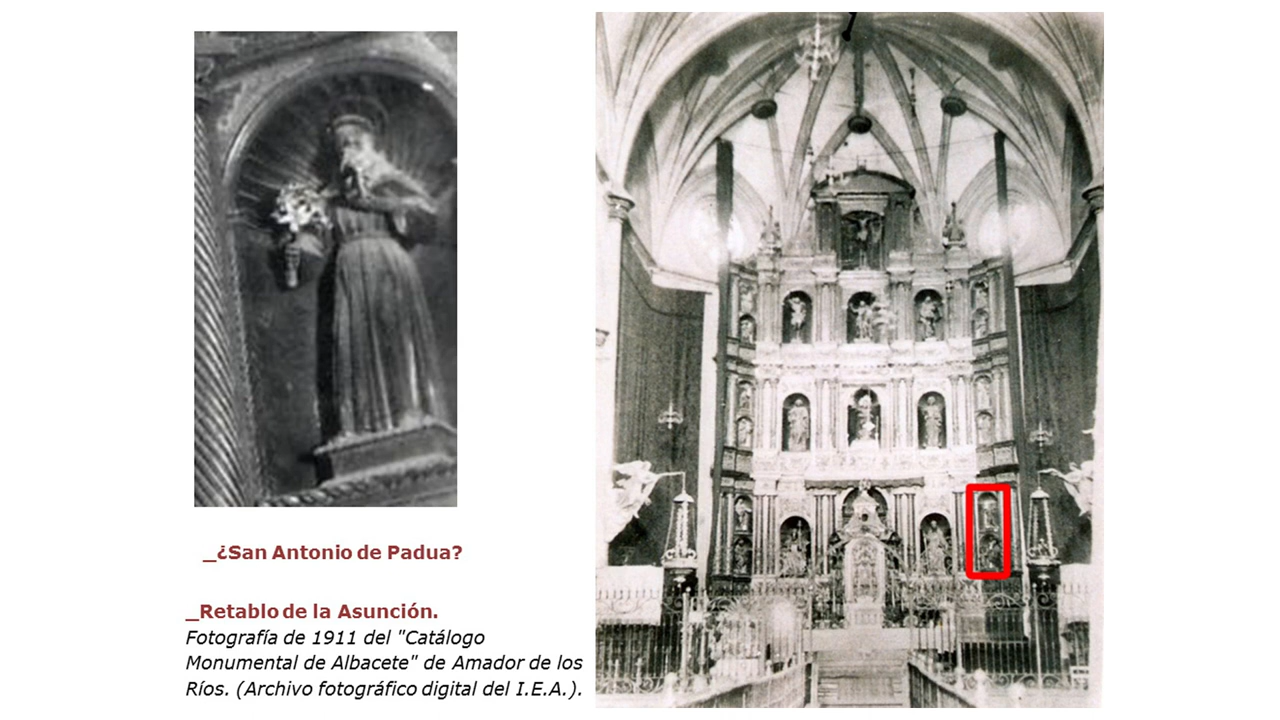 _¿San Antonio de Padua?
_Retablo de la Asunción.
Fotografía de 1911 del "Catálogo
Monumental de Albacete" de Amador de los
Ríos. (Archivo fotográfico digital del I.E.A.).